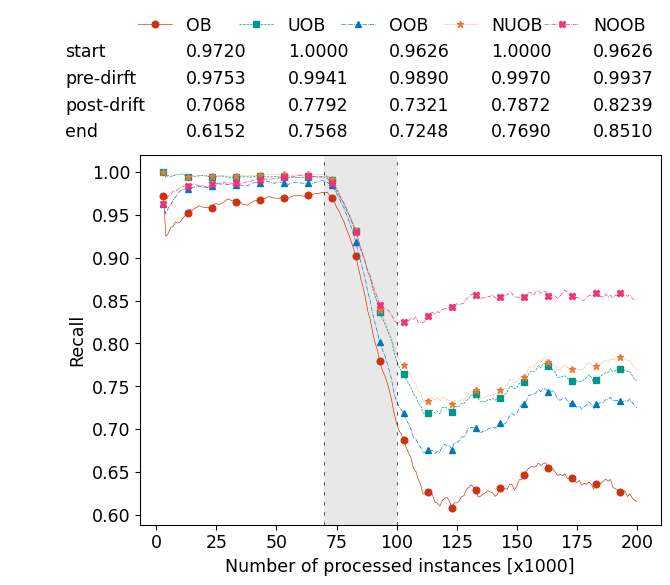 OB UOB OOB NUOB NOOB
start 0.9720 1.0000 0.9626 1.0000 0.9626
pre-dirft 0.9753 0.9941 0.9890 0.9970 0.9937
post-drift 0.7068 0.7792 0.7321 0.7872 0.8239
end 0.6152 0.7568 0.7248 0.7690 0.8510
1.00
0.95
0.90
0.85
0.80
0.75
0.70
0.65
0.60
Recall
0 25 50 75 100 125 150 175 200
Number of processed instances [x1000]